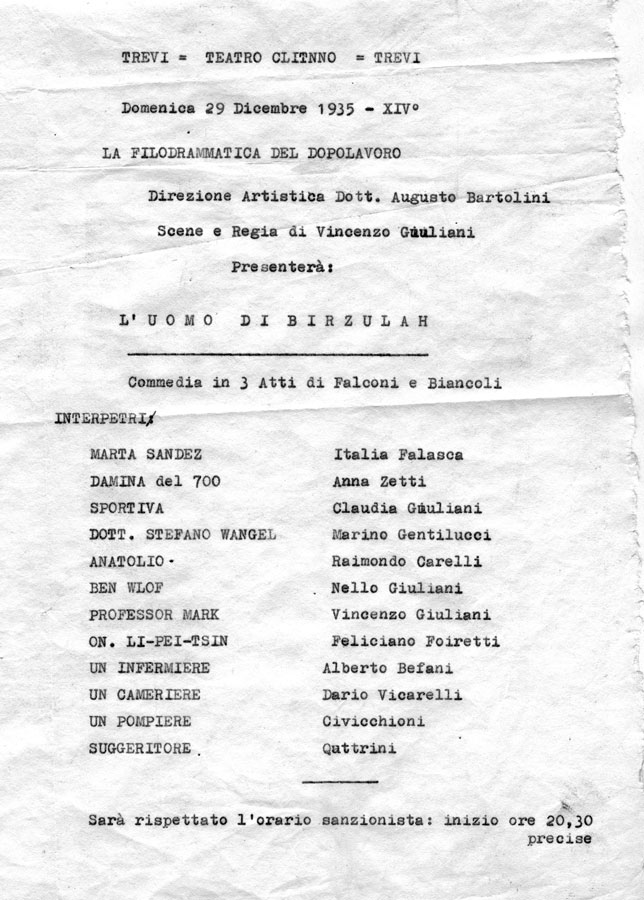 TREVI = TEATRO CLITNNO = TREVI
Domenica 29 Dicembre 1935 - XIV°
LA FILODRAMMATICA DEL DOPOLAVORO
Direzione Artistica Dott. Augusto Bartolini
Scene e Regia di Vincenzo Giuliani
Presenterà:
L'UOMO DI BIRZULAH
Commedia in 3 Atti di Falconi e Biancoli
INTERPETRI:
MARTA SANDEZ Italia Falasca
DAMINA del 700 Anna Zetti
SPORTIVA Claudia Giuliani
DOTT. STEFANO WANGEL Marino Gentilucci
ANATOLIO Raimondo Carelli
BEN WLOF Nello Giuliani
PROFESSOR MARK Vincenzo Giuliani
ON. LI-PEI-TSIN Feliciano Foiretti
UN INFERMIERE Alberto Befani
UN CAMERIERE Dario Vicarelli
UN POMPIERE Civicchioni
SUGGERITORE Qattrini
Sarà rispettato l'orario sanzionista: inizio ore 20,30
precise